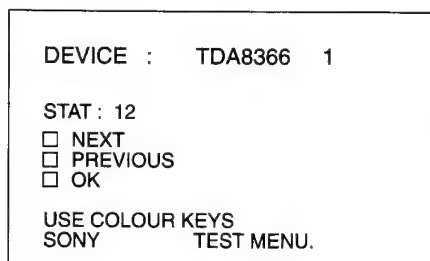 DEVICE : TDA8366 1
STAT : 12
☐ NEXT
☐ PREVIOUS
☐ OK
USE COLOUR KEYS
SONY TEST MENU.